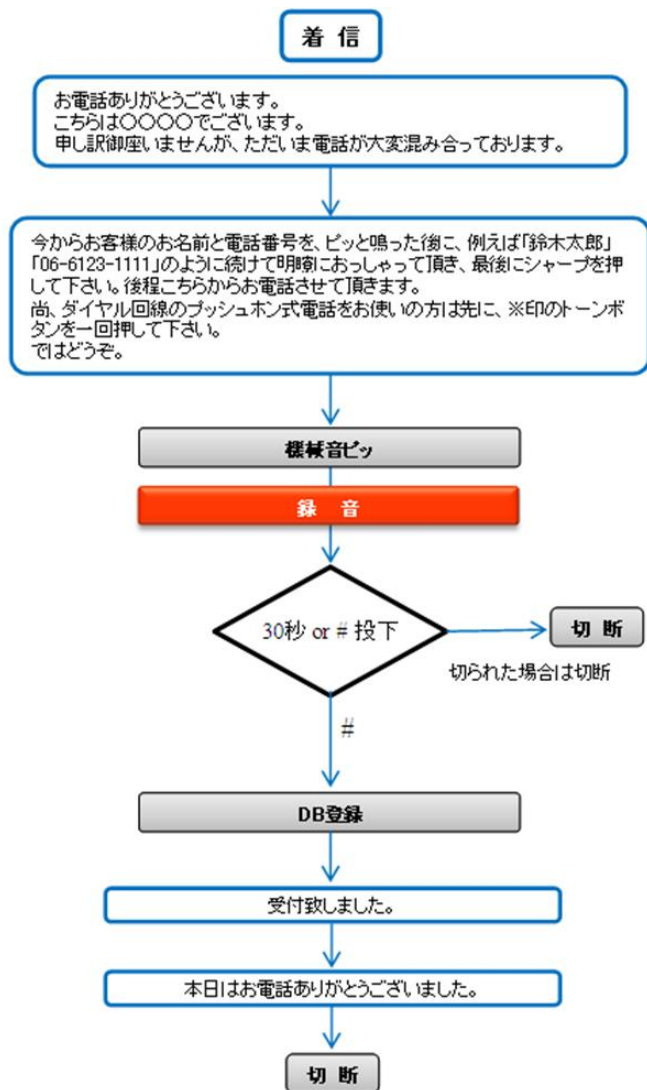 着 信
お電話ありがとうございます。
こちらは〇〇〇〇でございます。
申し訳御座いませんが、ただいま電話が大変混み合っております。
今からお客様のお名前と電話番号を、ピッと鳴った後に、例えば「鈴木太郎」
「06-6123-1111」のように続けて明瞭におっしゃって頂き、最後にシャープを押
して下さい。後程こちらからお電話させて頂きます。
尚、ダイヤル回線のプッシュホン式電話をお使いの方は先に、※印のトーンボ
タンを一回押して下さい。
ではどうぞ。
機械音ピッ
録 音
30秒 or # 投下
切 断
切られた場合は切断
#
DB登録
受付致しました。
本日はお電話ありがとうございました。
切 断